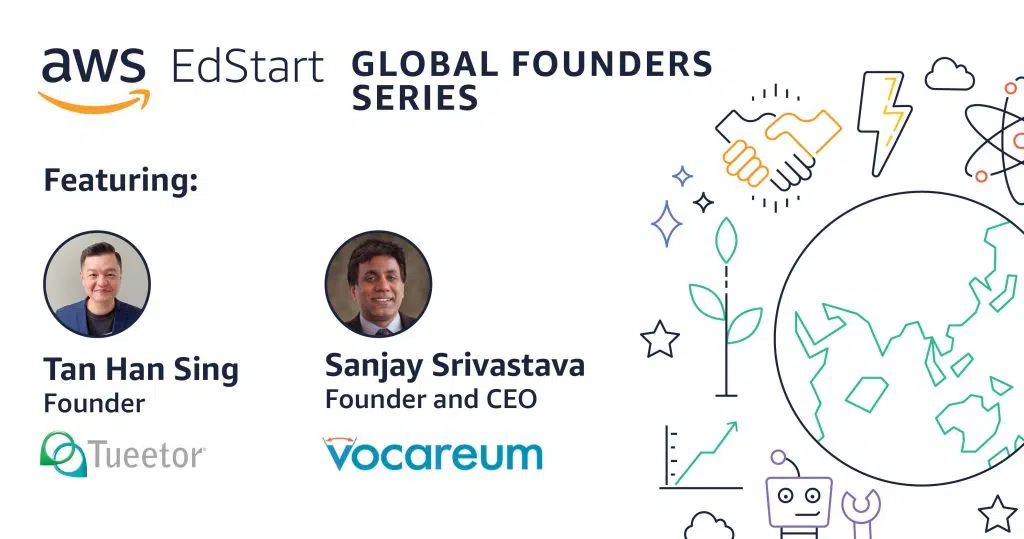 aws EdStart GLOBAL FOUNDERS
SERIES
Featuring:
Tan Han Sing
Founder
Tueetor
Sanjay Srivastava
Founder and CEO
vocareum